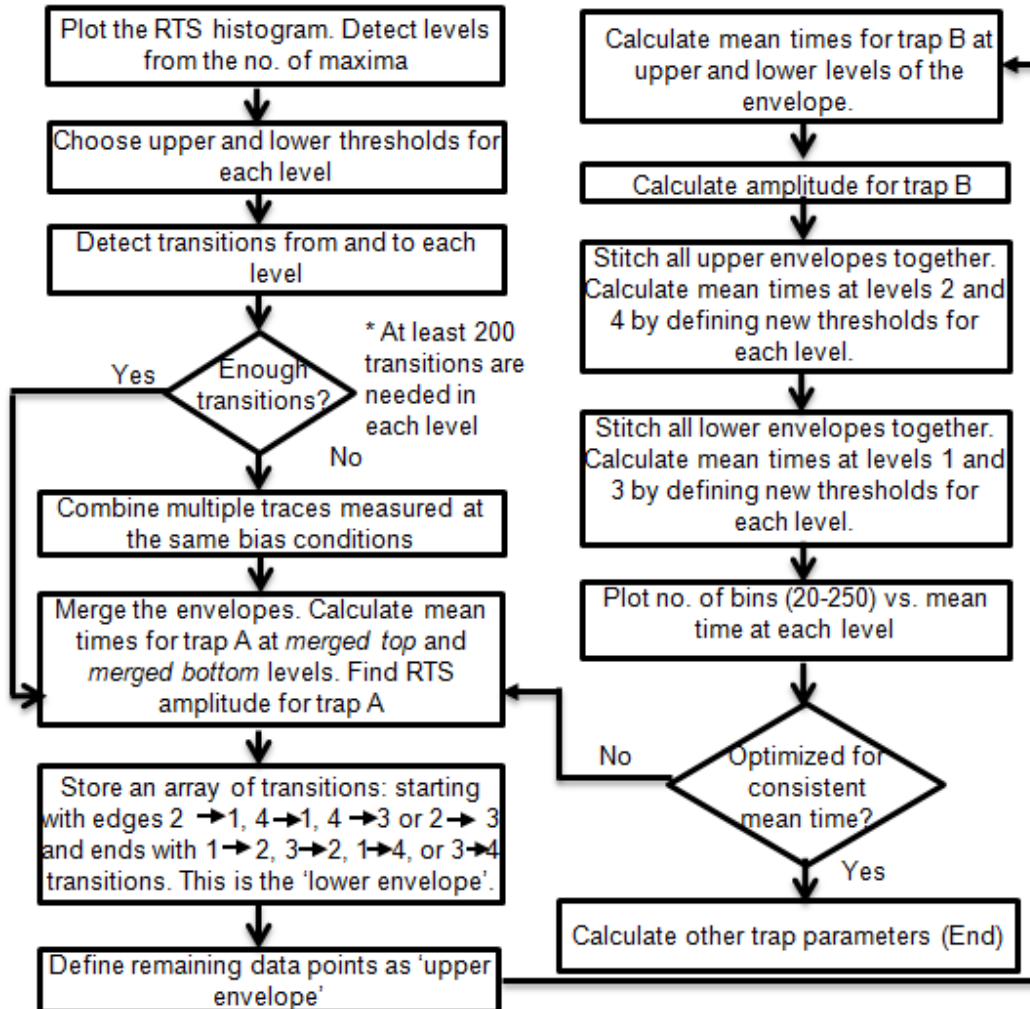 Plot the RTS histogram. Detect levels
from the no. of maxima
Choose upper and lower thresholds for
each level
Detect transitions from and to each
level
Enough
transitions?
Yes
* At least 200
transitions are
needed in
each level
No
Combine multiple traces measured at
the same bias conditions
Merge the envelopes. Calculate mean
times for trap A at merged top and
merged bottom levels. Find RTS
amplitude for trap A
Store an array of transitions: starting
with edges 2 →1, 4→1, 4 →3 or 2→ 3
and ends with 1→2, 3→2, 1→4, or 3→4
transitions. This is the ‘lower envelope’.
Define remaining data points as ‘upper
envelope’
Calculate mean times for trap B at
upper and lower levels of the
envelope.
Calculate amplitude for trap B
Stitch all upper envelopes together.
Calculate mean times at levels 2 and
4 by defining new thresholds for
each level.
Stitch all lower envelopes together.
Calculate mean times at levels 1 and
3 by defining new thresholds for
each level.
Plot no. of bins (20-250) vs. mean
time at each level
No
Optimized for
consistent
mean time?
Yes
Calculate other trap parameters (End)